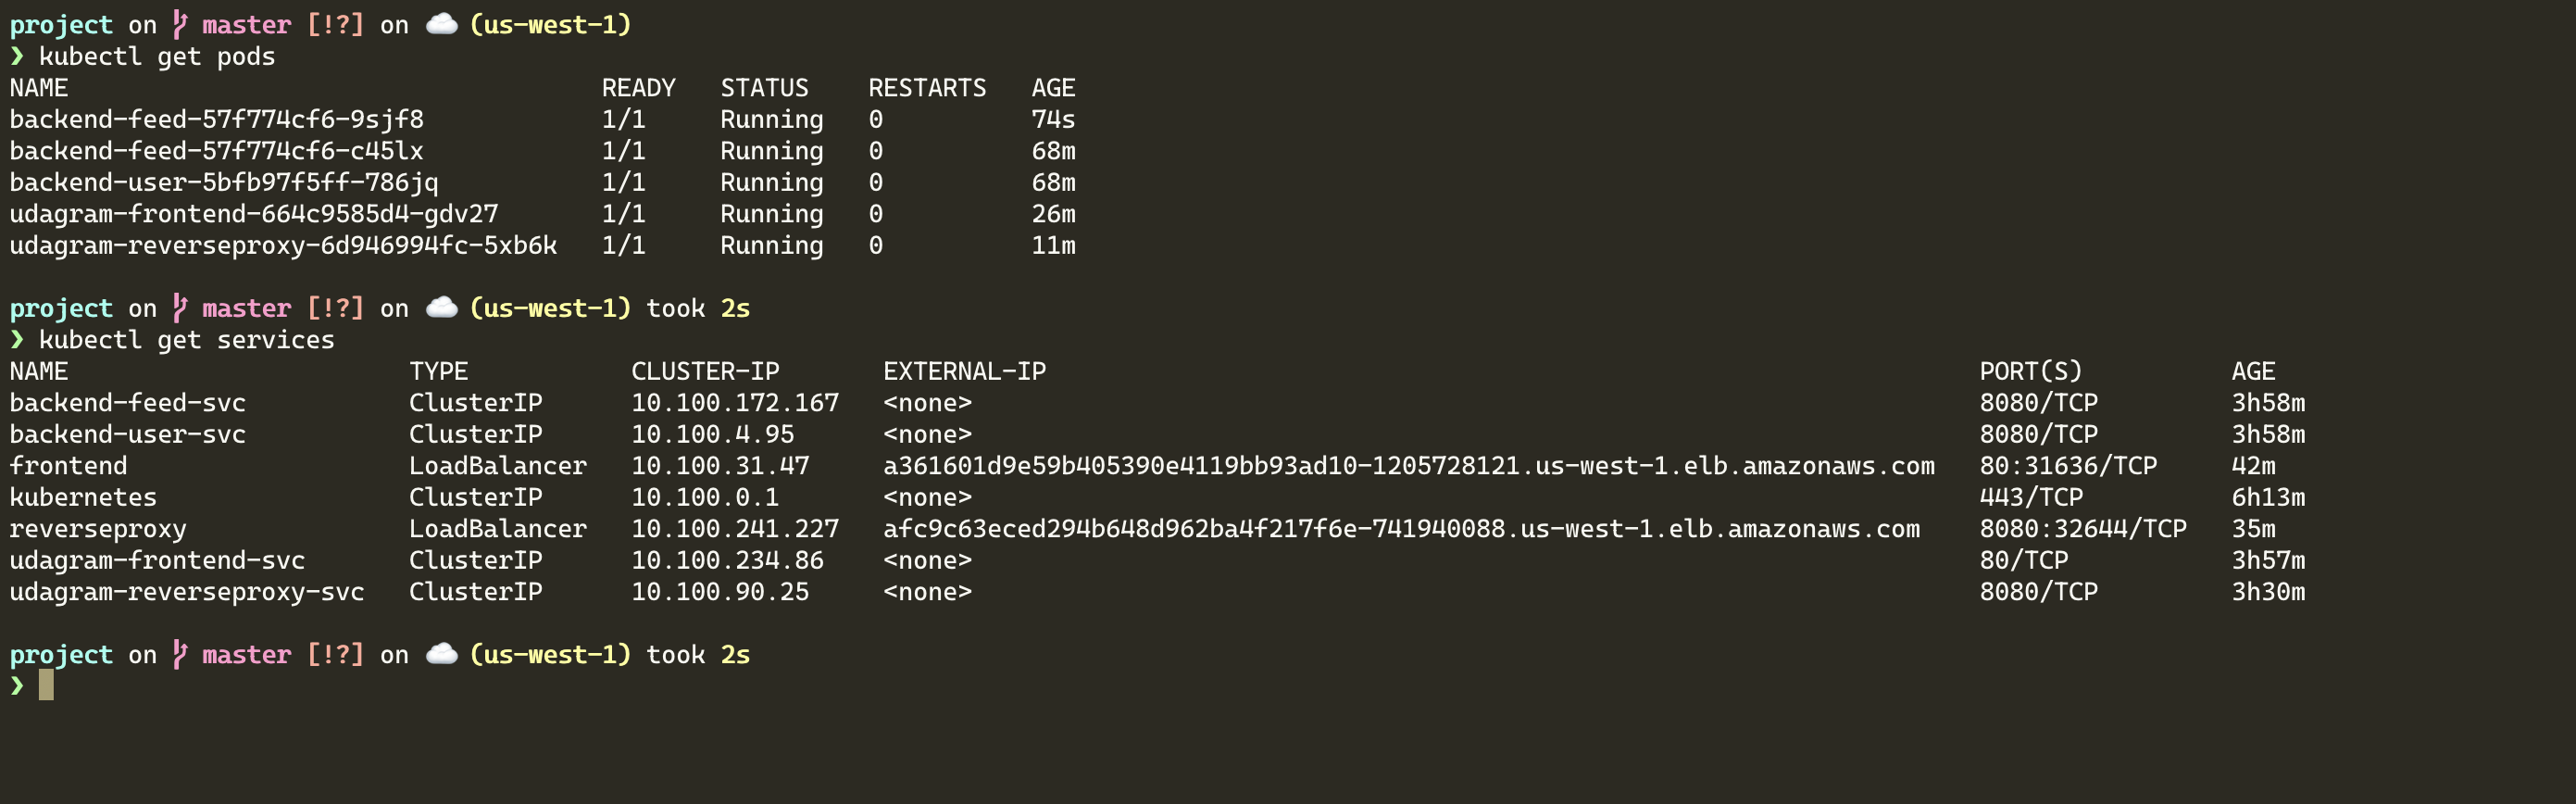 project on master [!?] on ☁️ (us-west-1)
❯ kubectl get pods
NAME                                    READY   STATUS    RESTARTS   AGE
backend-feed-57f774cf6-9sjf8            1/1     Running   0          74s
backend-feed-57f774cf6-c45lx            1/1     Running   0          68m
backend-user-5bfb97f5ff-786jq           1/1     Running   0          68m
udagram-frontend-664c9585d4-gdv27       1/1     Running   0          26m
udagram-reverseproxy-6d946994fc-5xb6k   1/1     Running   0          11m
project on master [!?] on ☁️ (us-west-1) took 2s
❯ kubectl get services
NAME                       TYPE           CLUSTER-IP       EXTERNAL-IP                                                               PORT(S)          AGE
backend-feed-svc           ClusterIP      10.100.172.167   <none>                                                                    8080/TCP         3h58m
backend-user-svc           ClusterIP      10.100.4.95      <none>                                                                    8080/TCP         3h58m
frontend                   LoadBalancer   10.100.31.47     a361601d9e59b405390e4119bb93ad10-1205728121.us-west-1.elb.amazonaws.com   80:31636/TCP     42m
kubernetes                 ClusterIP      10.100.0.1       <none>                                                                    443/TCP          6h13m
reverseproxy               LoadBalancer   10.100.241.227   afc9c63eced294b648d962ba4f217f6e-741940088.us-west-1.elb.amazonaws.com    8080:32644/TCP   35m
udagram-frontend-svc       ClusterIP      10.100.234.86    <none>                                                                    80/TCP           3h57m
udagram-reverseproxy-svc   ClusterIP      10.100.90.25     <none>                                                                    8080/TCP         3h30m
project on master [!?] on ☁️ (us-west-1) took 2s
❯